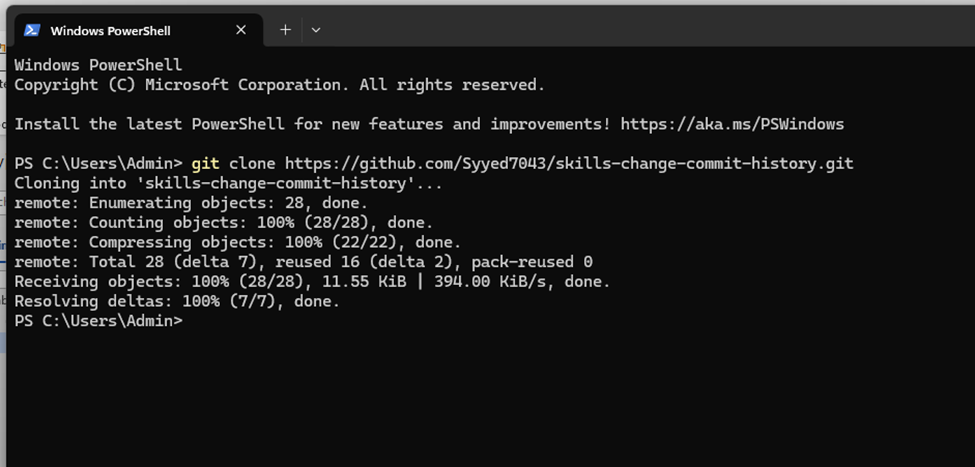 Windows PowerShell
Windows PowerShell
Copyright (C) Microsoft Corporation. All rights reserved.
Install the latest PowerShell for new features and improvements! https://aka.ms/PSWindows
PS C:\Users\Admin> git clone https://github.com/Syyed7043/skills-change-commit-history.git
Cloning into 'skills-change-commit-history'...
remote: Enumerating objects: 28, done.
remote: Counting objects: 100% (28/28), done.
remote: Compressing objects: 100% (22/22), done.
remote: Total 28 (delta 7), reused 16 (delta 2), pack-reused 0
Receiving objects: 100% (28/28), 11.55 KiB | 394.00 KiB/s, done.
Resolving deltas: 100% (7/7), done.
PS C:\Users\Admin>